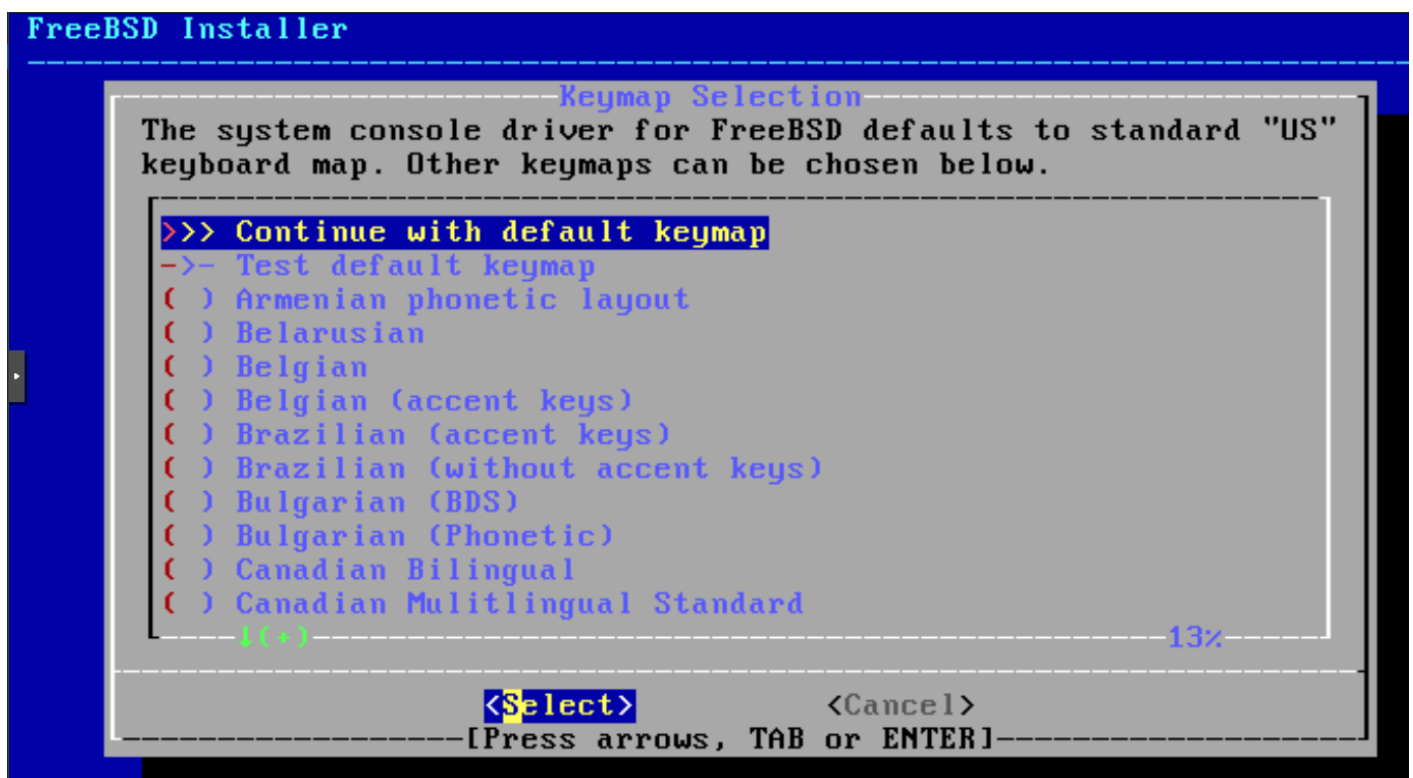 FreeBSD Installer
Keymap Selection
The system console driver for FreeBSD defaults to standard "US"
keyboard map. Other keymaps can be chosen below.
>>> Continue with default keymap
->- Test default keymap
( ) Armenian phonetic layout
( ) Belarusian
( ) Belgian
( ) Belgian (accent keys)
( ) Brazilian (accent keys)
( ) Brazilian (without accent keys)
( ) Bulgarian (BDS)
( ) Bulgarian (Phonetic)
( ) Canadian Bilingual
( ) Canadian Mulitlingual Standard
↓(+) 13%
<Select> <Cancel>
[Press arrows, TAB or ENTER]